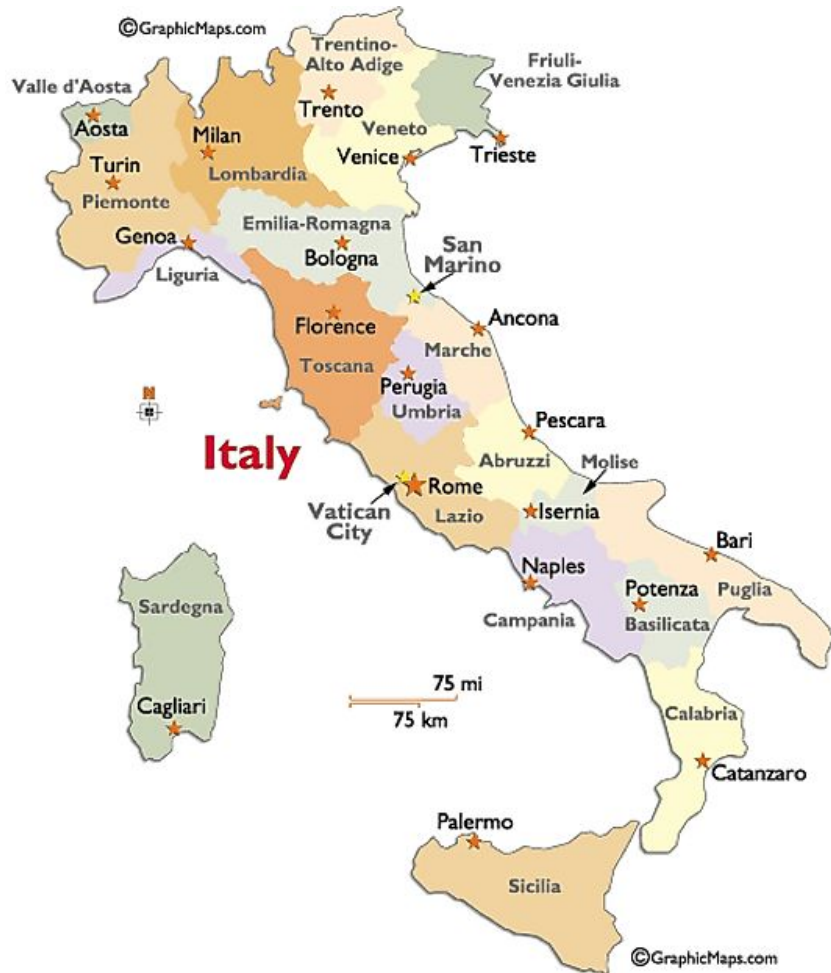 ©GraphicMaps.com
Trentino-
Alto Adige
Friuli-
Venezia Giulia
Valle d'Aosta
Trento
Aosta
Veneto
Milan
Venice
Trieste
Turin
Lombardia
Piemonte
Emilia-Romagna
Genoa
Bologna
San
Marino
Liguria
Ancona
Florence
Marche
Toscana
Perugia
N
Umbria
Pescara
Italy
Abruzzi
Molise
Rome
Vatican
City
Lazio
Isernia
Bari
Naples
Potenza
Puglia
Sardegna
Campania
Basilicata
75 mi
75 km
Cagliari
Calabria
Catanzaro
Palermo
Sicilia
©GraphicMaps.com